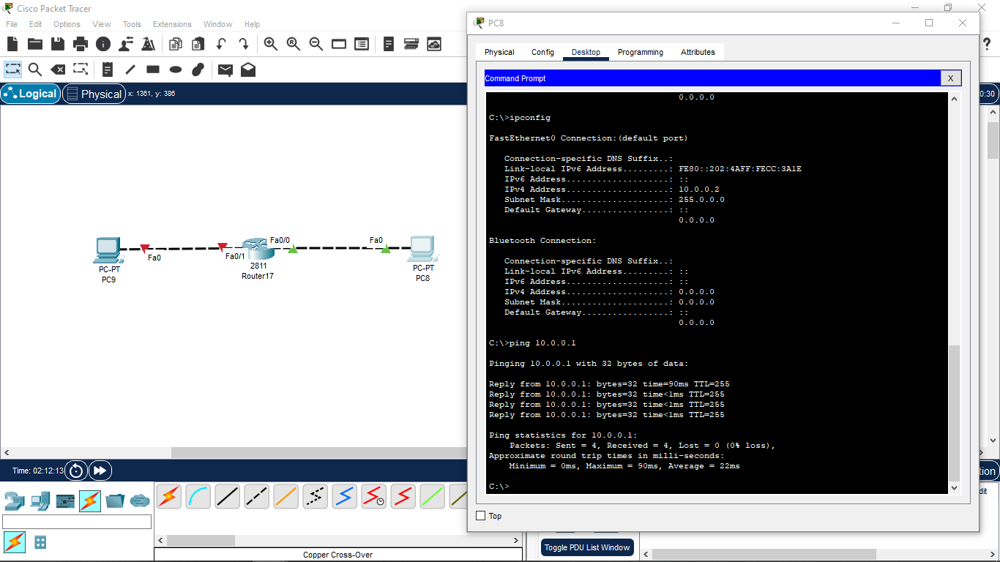 Cisco Packet Tracer
File Edit Options View Tools Extensions Window Help
?
Logical Physical x: 1361, y: 386
0:30
PC8
Physical Config Desktop Programming Attributes
Command Prompt X
0.0.0.0
C:\>ipconfig
FastEthernet0 Connection:(default port)
Connection-specific DNS Suffix..:
Link-local IPv6 Address.........: FE80::202:4AFF:FECC:3A1E
IPv6 Address....................: ::
IPv4 Address....................: 10.0.0.2
Subnet Mask.....................: 255.0.0.0
Default Gateway.................: ::
0.0.0.0
Bluetooth Connection:
Connection-specific DNS Suffix..:
Link-local IPv6 Address.........: ::
IPv6 Address....................: ::
IPv4 Address....................: 0.0.0.0
Subnet Mask.....................: 0.0.0.0
Default Gateway.................: ::
0.0.0.0
C:\>ping 10.0.0.1
Pinging 10.0.0.1 with 32 bytes of data:
Reply from 10.0.0.1: bytes=32 time=90ms TTL=255
Reply from 10.0.0.1: bytes=32 time<1ms TTL=255
Reply from 10.0.0.1: bytes=32 time<1ms TTL=255
Reply from 10.0.0.1: bytes=32 time<1ms TTL=255
Ping statistics for 10.0.0.1:
Packets: Sent = 4, Received = 4, Lost = 0 (0% loss),
Approximate round trip times in milli-seconds:
Minimum = 0ms, Maximum = 90ms, Average = 22ms
C:\>
Top
Fa0/0 Fa0
Fa0 Fa0/1
PC-PT
PC9
2811
Router17
PC-PT
PC8
Time: 02:12:13
tion
dit
Copper Cross-Over
Toggle PDU List Window